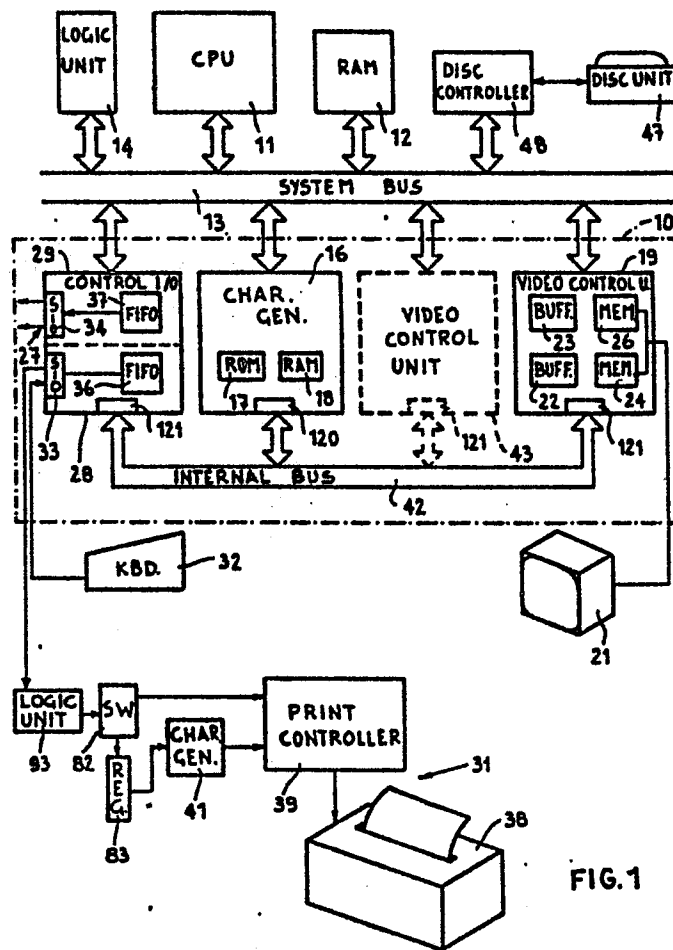 LOGIC UNIT
14
CPU
11
RAM
12
DISC CONTROLLER
48
DISC UNIT
47
SYSTEM BUS
13
10
29
CONTROL I/O
37
FIFO
SIO
34
27
SIO
33
FIFO
36
121
28
16
CHAR. GEN.
ROM
17
RAM
18
120
VIDEO CONTROL UNIT
121
43
19
VIDEO CONTROL U.
BUFF.
23
MEM
26
BUFF.
22
MEM
24
121
INTERNAL BUS
42
KBD.
32
21
LOGIC UNIT
93
SW
82
REG.
83
CHAR GEN.
41
PRINT CONTROLLER
39
31
38
FIG.1